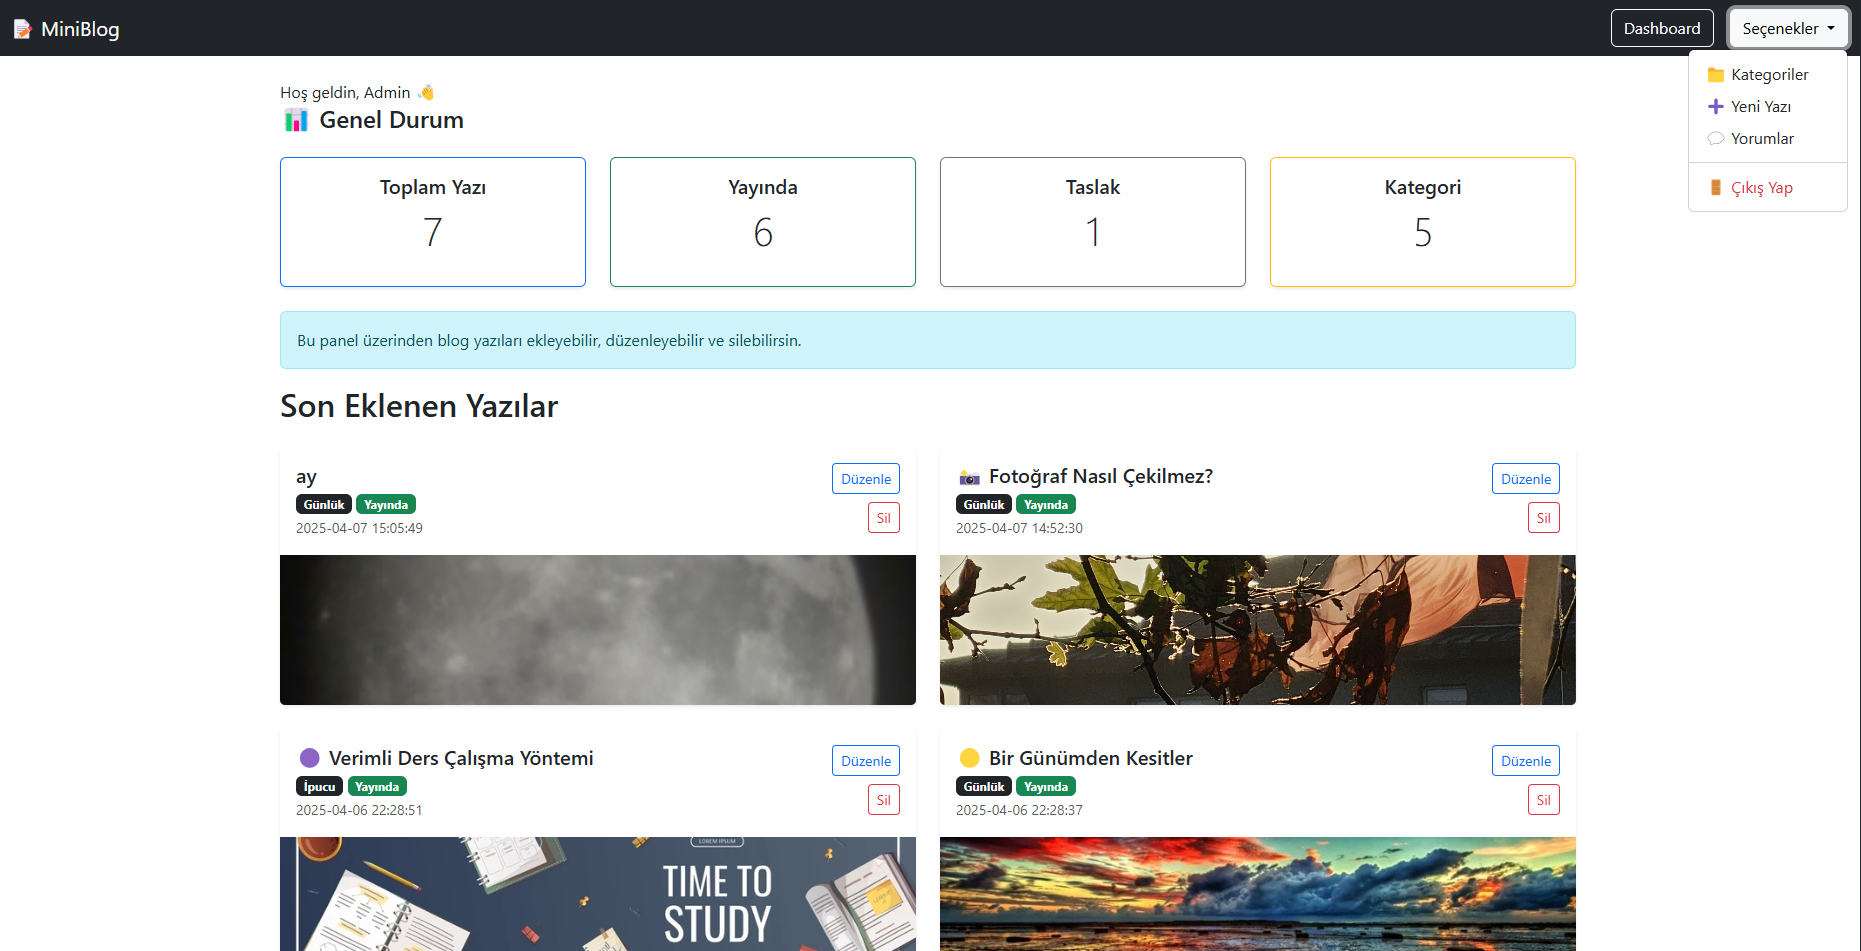 📝 MiniBlog
Dashboard
Seçenekler
Kategoriler
Yeni Yazı
Yorumlar
Çıkış Yap
Hoş geldin, Admin 👋
📊 Genel Durum
Toplam Yazı
7
Yayında
6
Taslak
1
Kategori
5
Bu panel üzerinden blog yazıları ekleyebilir, düzenleyebilir ve silebilirsin.
Son Eklenen Yazılar
ay
Günlük Yayında
2025-04-07 15:05:49
Düzenle
Sil
📸 Fotoğraf Nasıl Çekilmez?
Günlük Yayında
2025-04-07 14:52:30
Düzenle
Sil
🟣 Verimli Ders Çalışma Yöntemi
İpucu Yayında
2025-04-06 22:28:51
Düzenle
Sil
LOREM IPSUM
TIME TO
STUDY
🟡 Bir Günümden Kesitler
Günlük Yayında
2025-04-06 22:28:37
Düzenle
Sil